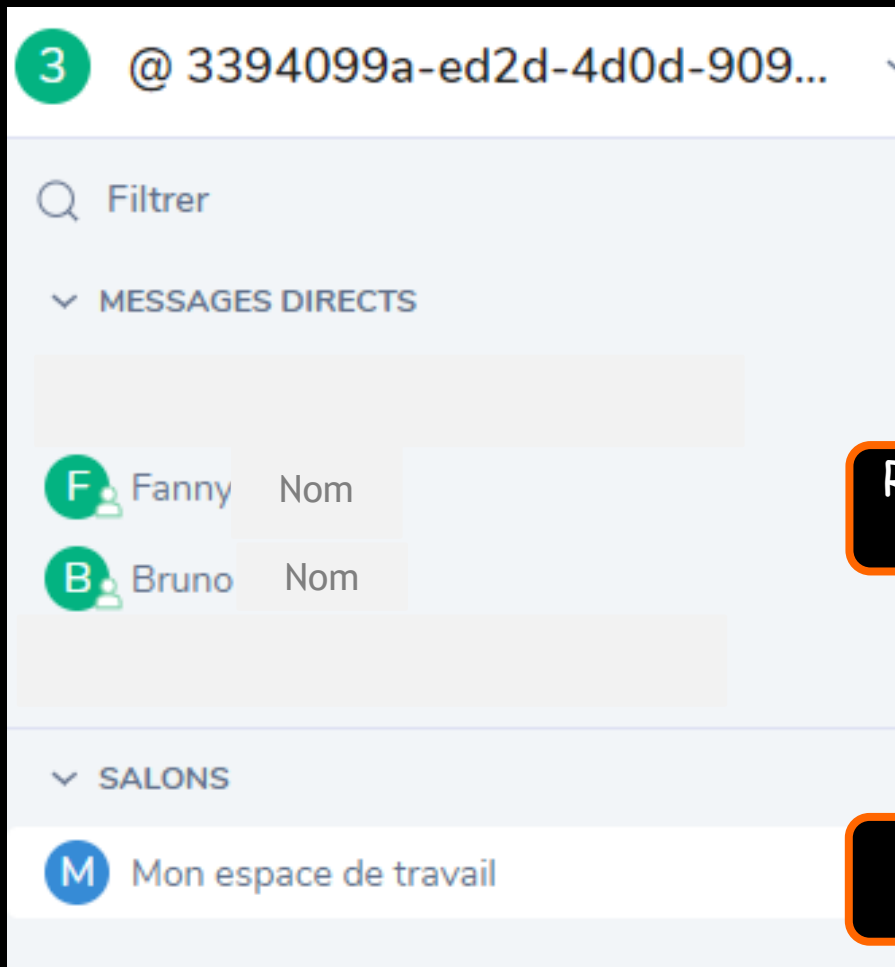 3 @ 3394099a-ed2d-4d0d-909...
Filtrer
MESSAGES DIRECTS
F Fanny Nom
B Bruno Nom
SALONS
M Mon espace de travail